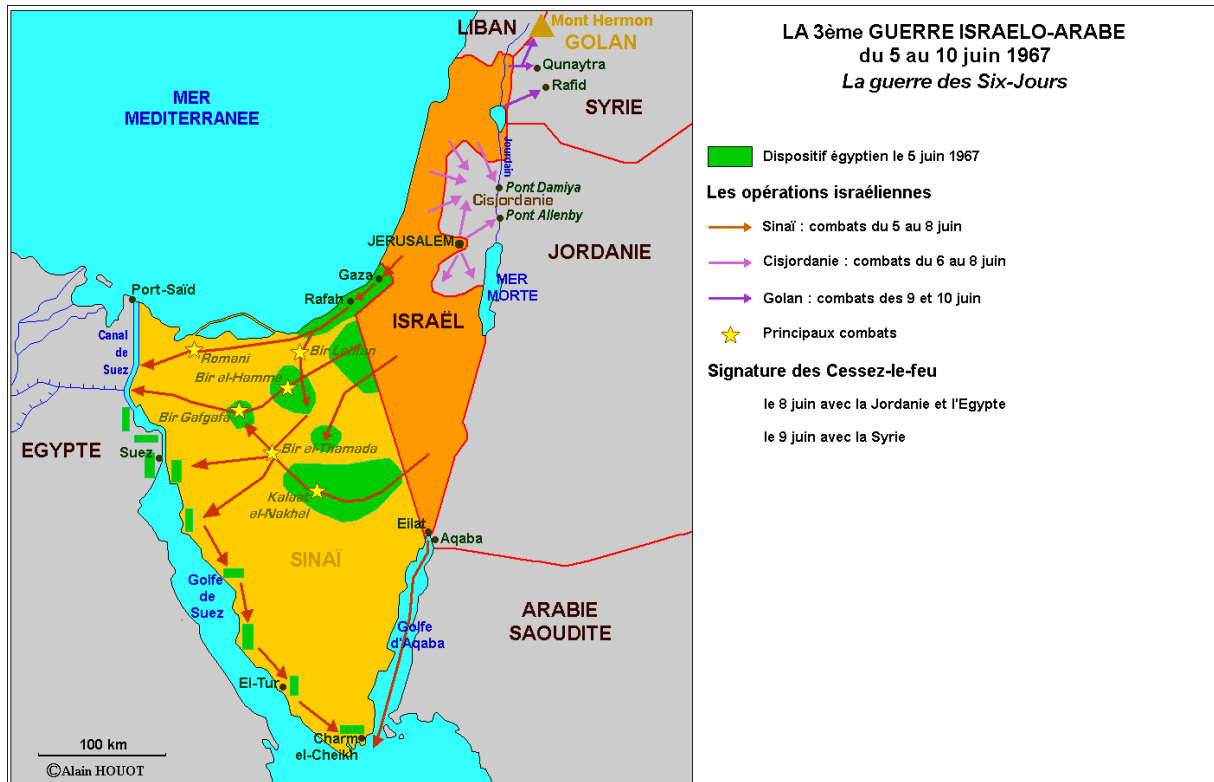 LIBAN
Mont Hermon
GOLAN
Qunaytra
Rafid
SYRIE
MER
MEDITERRANEE
Jourdain
Pont Damiya
Cisjordanie
Pont Allenby
JERUSALEM
JORDANIE
Gaza
MER
MORTE
Port-Saïd
Rafah
ISRAËL
Canal
de
Suez
Romani
Bir Lahfan
Bir el-Hamma
Bir Gafgafa
EGYPTE
Suez
Bir el-Thamada
Kalaat
el-Nakhel
Eilat
Aqaba
SINAÏ
Golfe
de
Suez
ARABIE
SAOUDITE
Golfe
d'Aqaba
El-Tur
Charm
el-Cheikh
100 km
©Alain HOUOT
LA 3ème GUERRE ISRAELO-ARABE
du 5 au 10 juin 1967
La guerre des Six-Jours
Dispositif égyptien le 5 juin 1967
Les opérations israéliennes
Sinaï : combats du 5 au 8 juin
Cisjordanie : combats du 6 au 8 juin
Golan : combats des 9 et 10 juin
Principaux combats
Signature des Cessez-le-feu
le 8 juin avec la Jordanie et l'Egypte
le 9 juin avec la Syrie